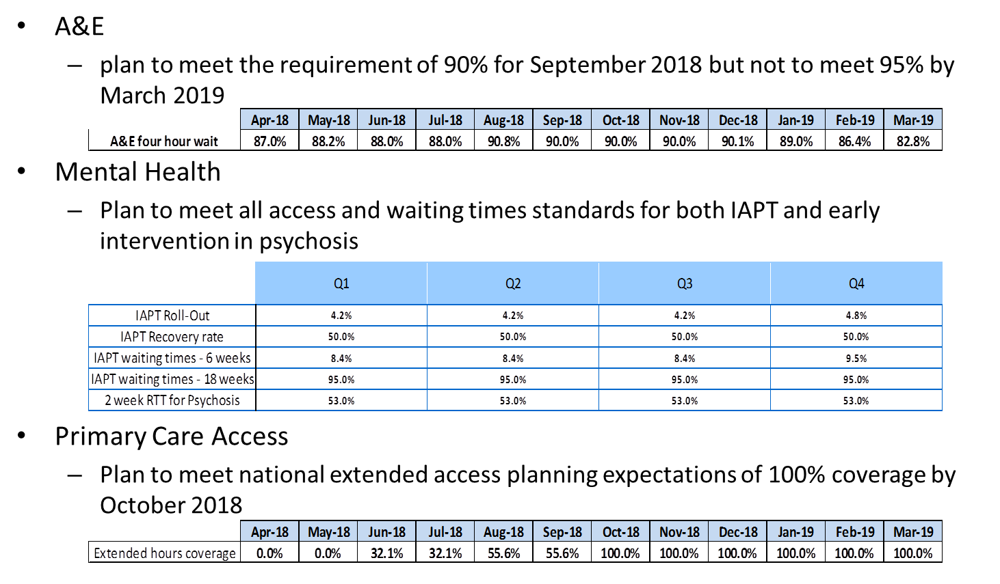 • A&E
– plan to meet the requirement of 90% for September 2018 but not to meet 95% by
March 2019
Apr-18 May-18 Jun-18 Jul-18 Aug-18 Sep-18 Oct-18 Nov-18 Dec-18 Jan-19 Feb-19 Mar-19
A&E four hour wait 87.0% 88.2% 88.0% 88.0% 90.8% 90.0% 90.0% 90.0% 90.1% 89.0% 86.4% 82.8%
• Mental Health
– Plan to meet all access and waiting times standards for both IAPT and early
intervention in psychosis
Q1 Q2 Q3 Q4
IAPT Roll-Out 4.2% 4.2% 4.2% 4.8%
IAPT Recovery rate 50.0% 50.0% 50.0% 50.0%
IAPT waiting times - 6 weeks 8.4% 8.4% 8.4% 9.5%
IAPT waiting times - 18 weeks 95.0% 95.0% 95.0% 95.0%
2 week RTT for Psychosis 53.0% 53.0% 53.0% 53.0%
• Primary Care Access
– Plan to meet national extended access planning expectations of 100% coverage by
October 2018
Apr-18 May-18 Jun-18 Jul-18 Aug-18 Sep-18 Oct-18 Nov-18 Dec-18 Jan-19 Feb-19 Mar-19
Extended hours coverage 0.0% 0.0% 32.1% 32.1% 55.6% 55.6% 100.0% 100.0% 100.0% 100.0% 100.0% 100.0%